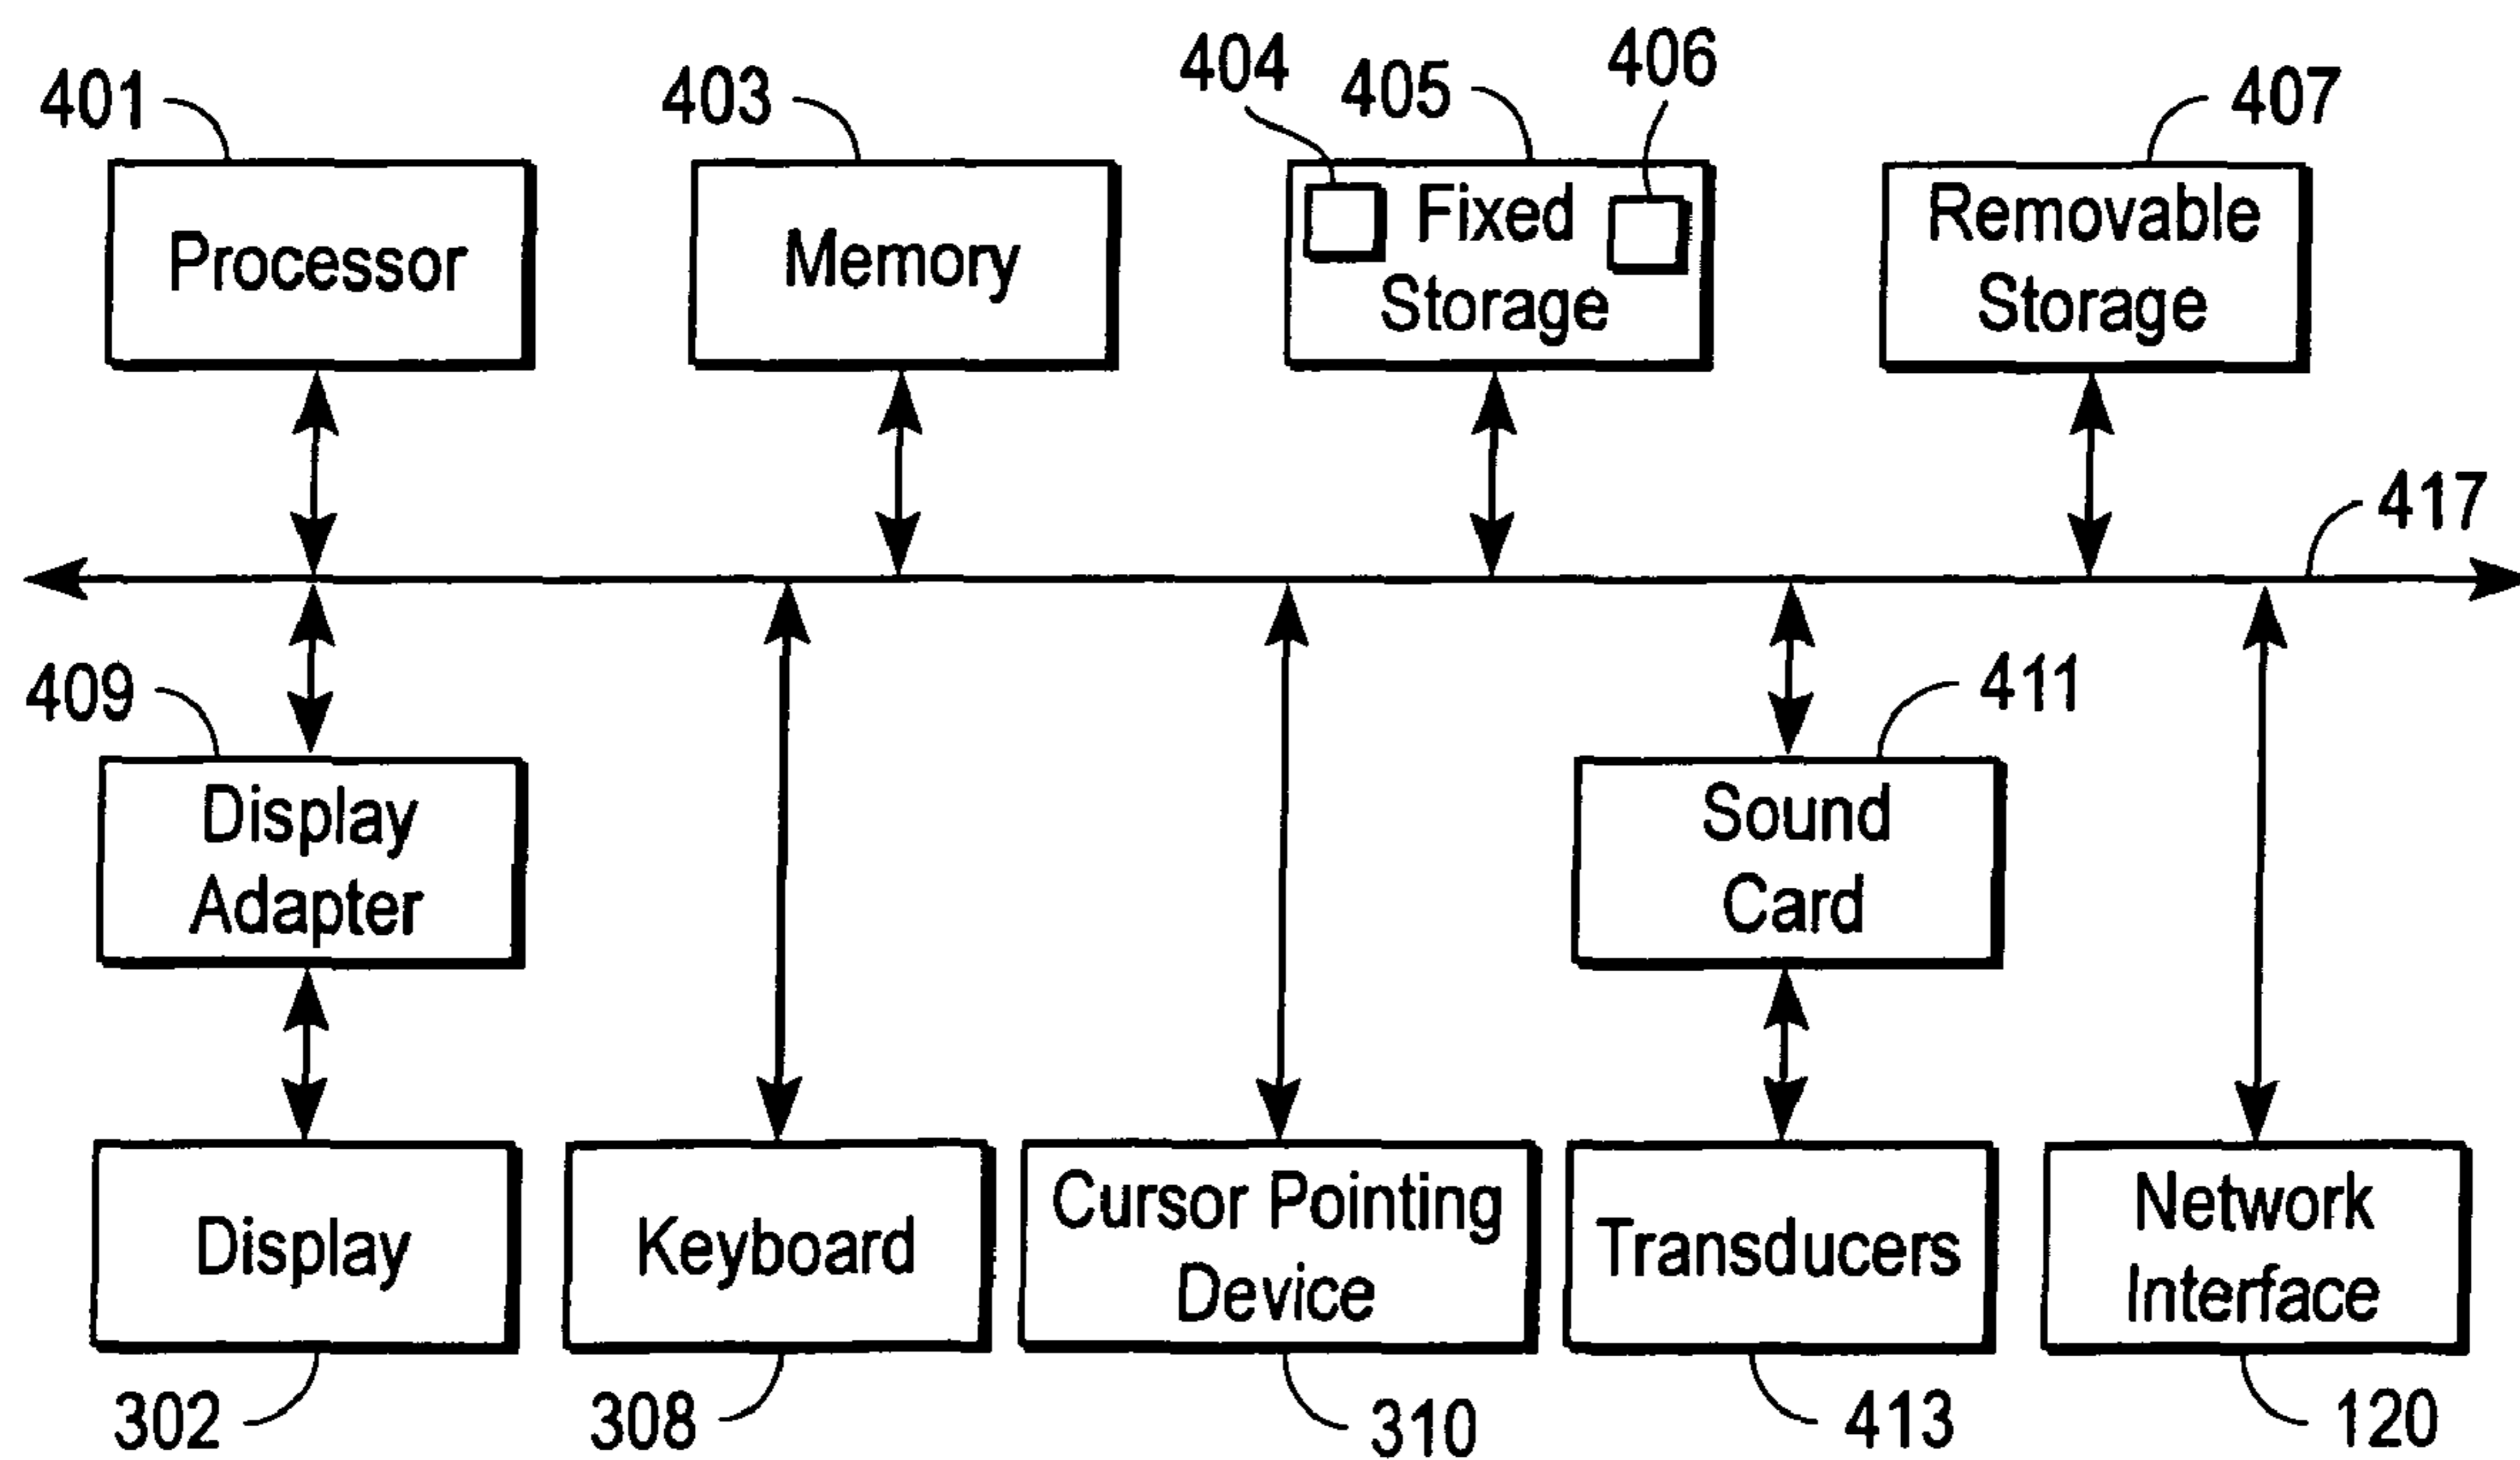 401
403
404
405
406
407
Processor
Memory
Fixed
Storage
Removable
Storage
417
409
411
Display
Adapter
Sound
Card
Display
Keyboard
Cursor Pointing
Device
Transducers
Network
Interface
302
308
310
413
120